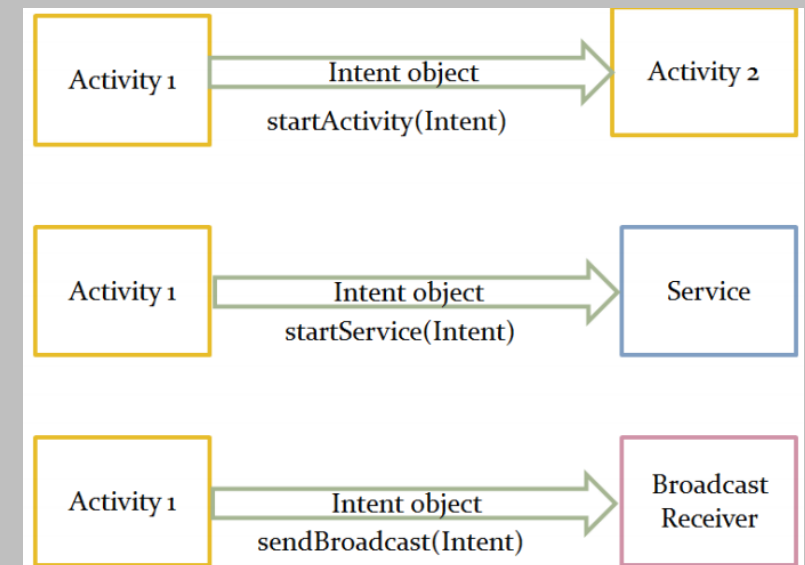 Activity 1
Intent object
Activity 2
startActivity(Intent)
Activity 1
Intent object
Service
startService(Intent)
Activity 1
Intent object
Broadcast
Receiver
sendBroadcast(Intent)